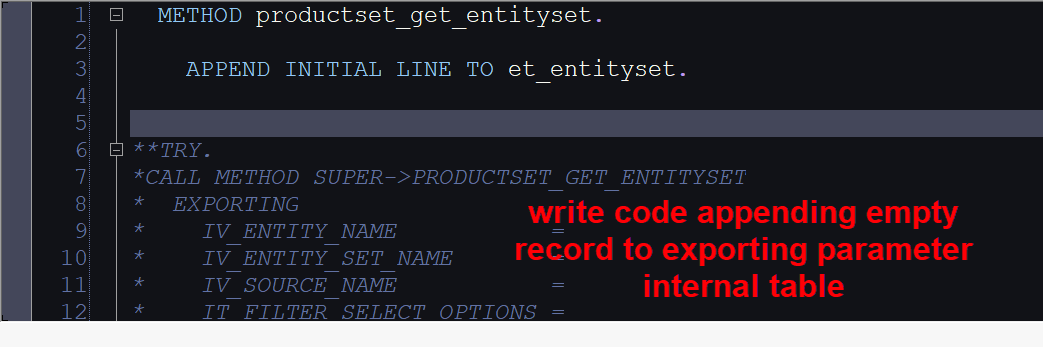 1 METHOD productset_get_entityset.
2
3 APPEND INITIAL LINE TO et_entityset.
4
5
6 **TRY.
7 *CALL METHOD SUPER->PRODUCTSET_GET_ENTITYSET
8 * EXPORTING
9 * IV_ENTITY_NAME =
10 * IV_ENTITY_SET_NAME =
11 * IV_SOURCE_NAME =
12 * IT_FILTER_SELECT_OPTIONS =
write code appending empty
record to exporting parameter
internal table